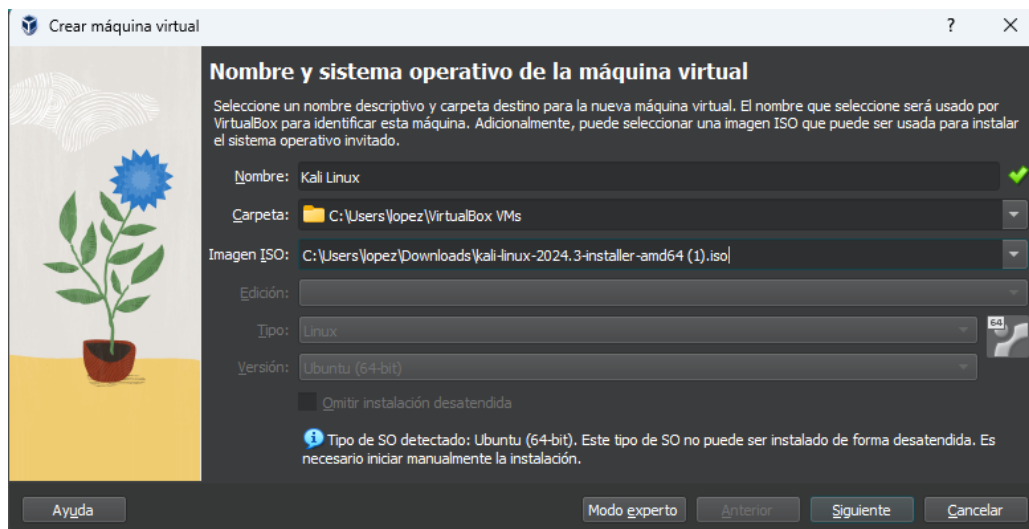 Crear máquina virtual
?
Nombre y sistema operativo de la máquina virtual
Seleccione un nombre descriptivo y carpeta destino para la nueva máquina virtual. El nombre que seleccione será usado por
VirtualBox para identificar esta máquina. Adicionalmente, puede seleccionar una imagen ISO que puede ser usada para instalar
el sistema operativo invitado.
Nombre: Kali Linux
Carpeta: C:\Users\lopez\VirtualBox VMs
Imagen ISO: C:\Users\lopez\Downloads\kali-linux-2024.3-installer-amd64 (1).iso
Edición:
Tipo: Linux
64
Versión: Ubuntu (64-bit)
Omitir instalación desatendida
Tipo de SO detectado: Ubuntu (64-bit). Este tipo de SO no puede ser instalado de forma desatendida. Es
necesario iniciar manualmente la instalación.
Ayuda Modo experto Anterior Siguiente Cancelar